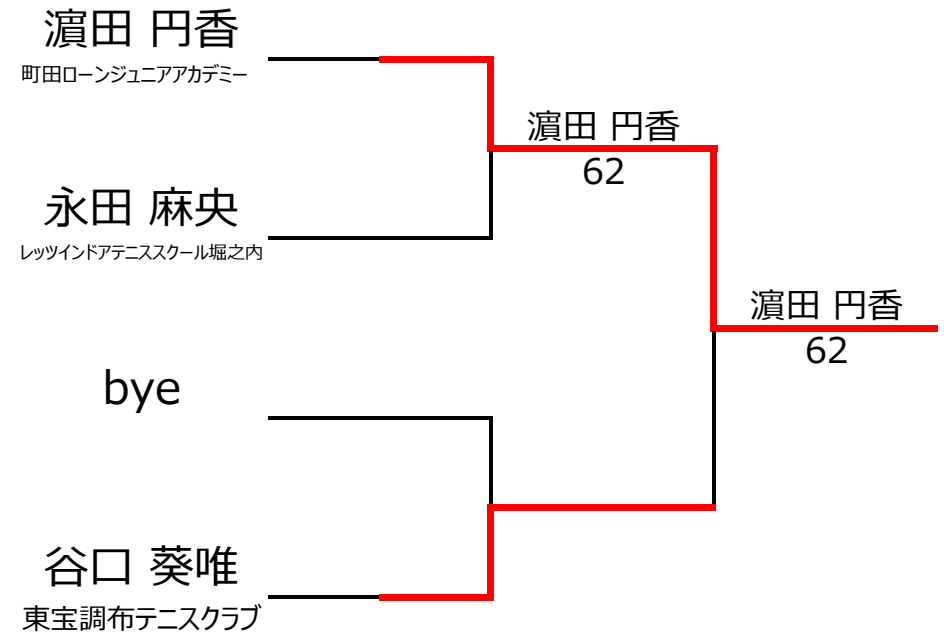 濵田 円香
町田ローンジュニアアカデミー
濵田 円香
62
永田 麻央
レッツインドアテニススクール堀之内
濵田 円香
62
bye
谷口 葵唯
東宝調布テニスクラブ